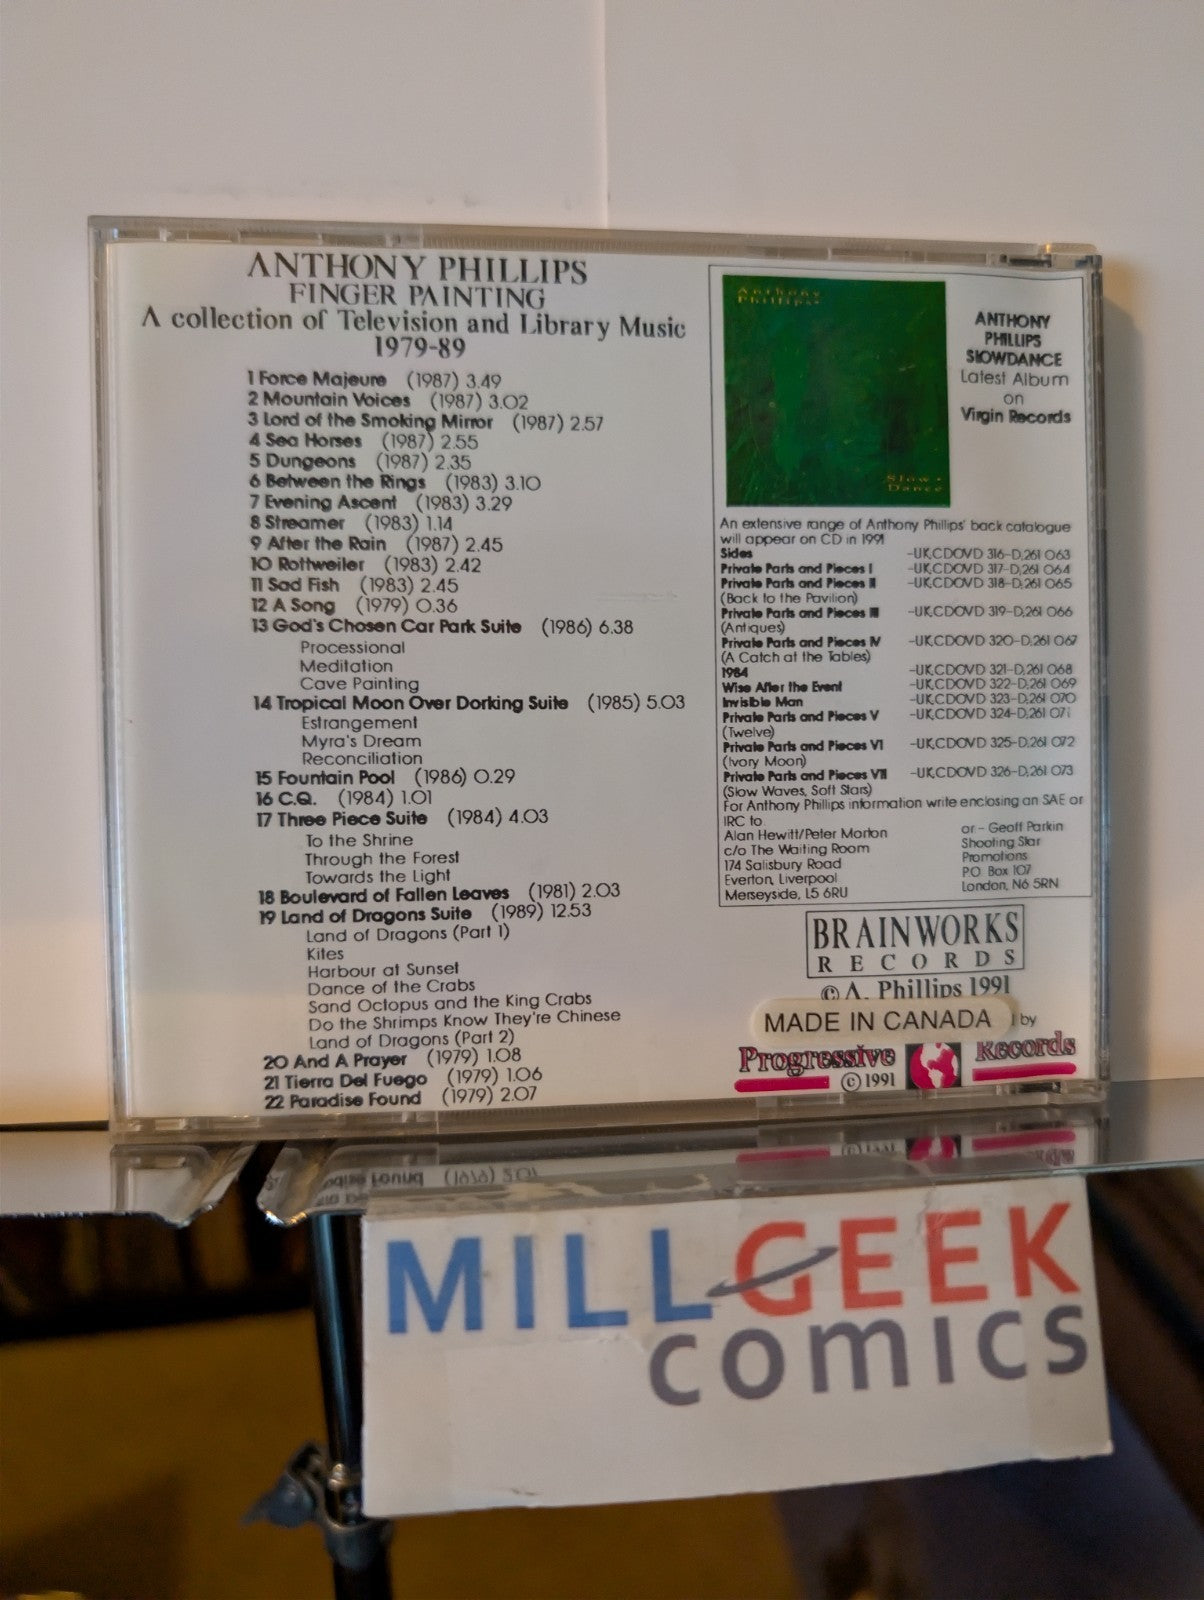 ANTHONY PHILLIPS
FINGER PAINTING
A collection of Television and Library Music
1979-89
1 Force Majeure (1987) 3.49
2 Mountain Voices (1987) 3.02
3 Lord of the Smoking Mirror (1987) 2.57
4 Sea Horses (1987) 2.55
5 Dungeons (1987) 2.35
6 Between the Rings (1983) 3.10
7 Evening Ascent (1983) 3.29
8 Streamer (1983) 1.14
9 After the Rain (1987) 2.45
10 Rottweiler (1983) 2.42
11 Sad Fish (1983) 2.45
12 A Song (1979) 0.36
13 God's Chosen Car Park Suite (1986) 6.38
Processional
Meditation
Cave Painting
14 Tropical Moon Over Dorking Suite (1985) 5.03
Estrangement
Myra's Dream
Reconciliation
15 Fountain Pool (1986) 0.29
16 C.Q. (1984) 1.01
17 Three Piece Suite (1984) 4.03
To the Shrine
Through the Forest
Towards the Light
18 Boulevard of Fallen Leaves (1981) 2.03
19 Land of Dragons Suite (1989) 12.53
Land of Dragons (Part 1)
Kites
Harbour at Sunset
Dance of the Crabs
Sand Octopus and the King Crabs
Do the Shrimps Know They're Chinese
Land of Dragons (Part 2)
20 And A Prayer (1979) 1.08
21 Tierra Del Fuego (1979) 1.06
22 Paradise Found (1979) 2.07
Anthony
Phillips
Slow
Dance
ANTHONY
PHILLIPS
SLOWDANCE
Latest Album
on
Virgin Records
An extensive range of Anthony Phillips' back catalogue
will appear on CD in 1991
Sides -UK,CDOVD 316-D,261 063
Private Parts and Pieces I -UK,CDOVD 317-D,261 064
Private Parts and Pieces II -UK,CDOVD 318-D,261 065
(Back to the Pavilion)
Private Parts and Pieces III -UK,CDOVD 319-D,261 066
(Antiques)
Private Parts and Pieces IV -UK,CDOVD 320-D,261 067
(A Catch at the Tables)
1984 -UK,CDOVD 321-D,261 068
Wise After the Event -UK,CDOVD 322-D,261 069
Invisible Man -UK,CDOVD 323-D,261 070
Private Parts and Pieces V -UK,CDOVD 324-D,261 071
(Twelve)
Private Parts and Pieces VI -UK,CDOVD 325-D,261 072
(Ivory Moon)
Private Parts and Pieces VII -UK,CDOVD 326-D,261 073
(Slow Waves, Soft Stars)
For Anthony Phillips information write enclosing an SAE or
IRC to
Alan Hewitt/Peter Morton
c/o The Waiting Room
174 Salisbury Road
Everton, Liverpool
Merseyside, L5 6RU
or - Geoff Parkin
Shooting Star
Promotions
P.O. Box 107
London, N6 5RN
BRAINWORKS
RECORDS
© A. Phillips 1991
MADE IN CANADA by
Progressive Records
© 1991
MILLGEEK
comics